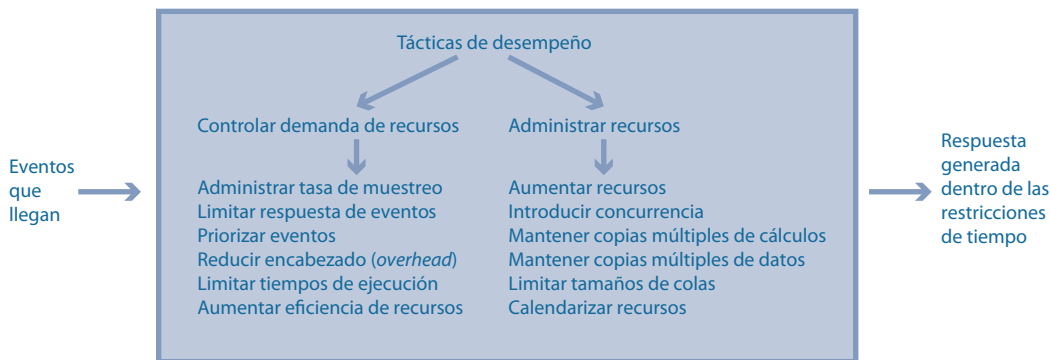 Tácticas de desempeño
Controlar demanda de recursos
Administrar recursos
Eventos
que
llegan
Administrar tasa de muestreo
Limitar respuesta de eventos
Priorizar eventos
Reducir encabezado (overhead)
Limitar tiempos de ejecución
Aumentar eficiencia de recursos
Aumentar recursos
Introducir concurrencia
Mantener copias múltiples de cálculos
Mantener copias múltiples de datos
Limitar tamaños de colas
Calendarizar recursos
Respuesta
generada
dentro de las
restricciones
de tiempo